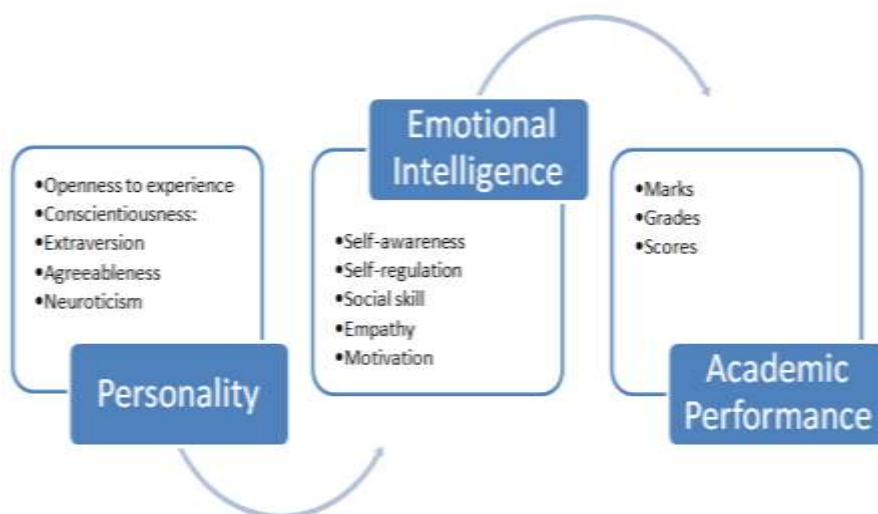 •Openness to experience
•Conscientiousness:
•Extraversion
•Agreeableness
•Neuroticism
Personality
Emotional
Intelligence
•Self-awareness
•Self-regulation
•Social skill
•Empathy
•Motivation
•Marks
•Grades
•Scores
Academic
Performance